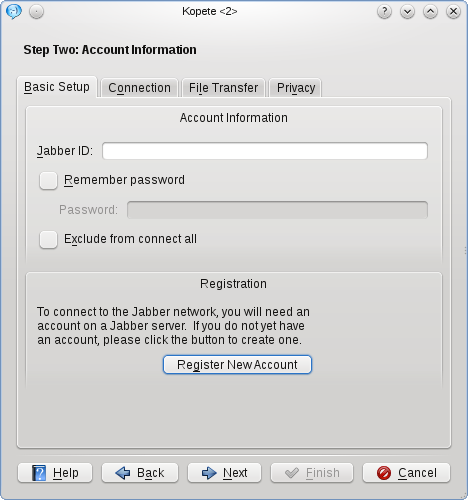 Kopete <2>
Step Two: Account Information
Basic Setup Connection File Transfer Privacy
Account Information
Jabber ID:
Remember password
Password:
Exclude from connect all
Registration
To connect to the Jabber network, you will need an
account on a Jabber server. If you do not yet have
an account, please click the button to create one.
Register New Account
Help Back Next Finish Cancel